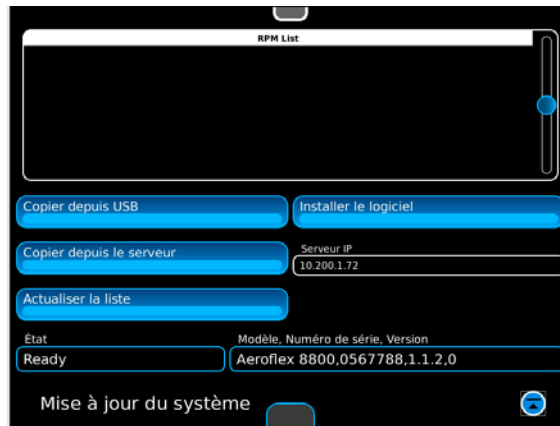 RPM List
Copier depuis USB
Installer le logiciel
Copier depuis le serveur
Serveur IP
10.200.1.72
Actualiser la liste
État
Modèle, Numéro de série, Version
Ready
Aeroflex 8800,0567788,1.1.2,0
Mise à jour du système